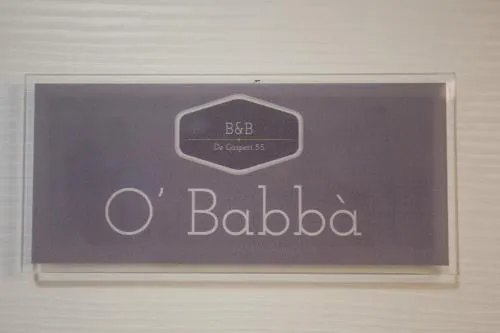 B&B
De Gasperi 55
O' Babbà